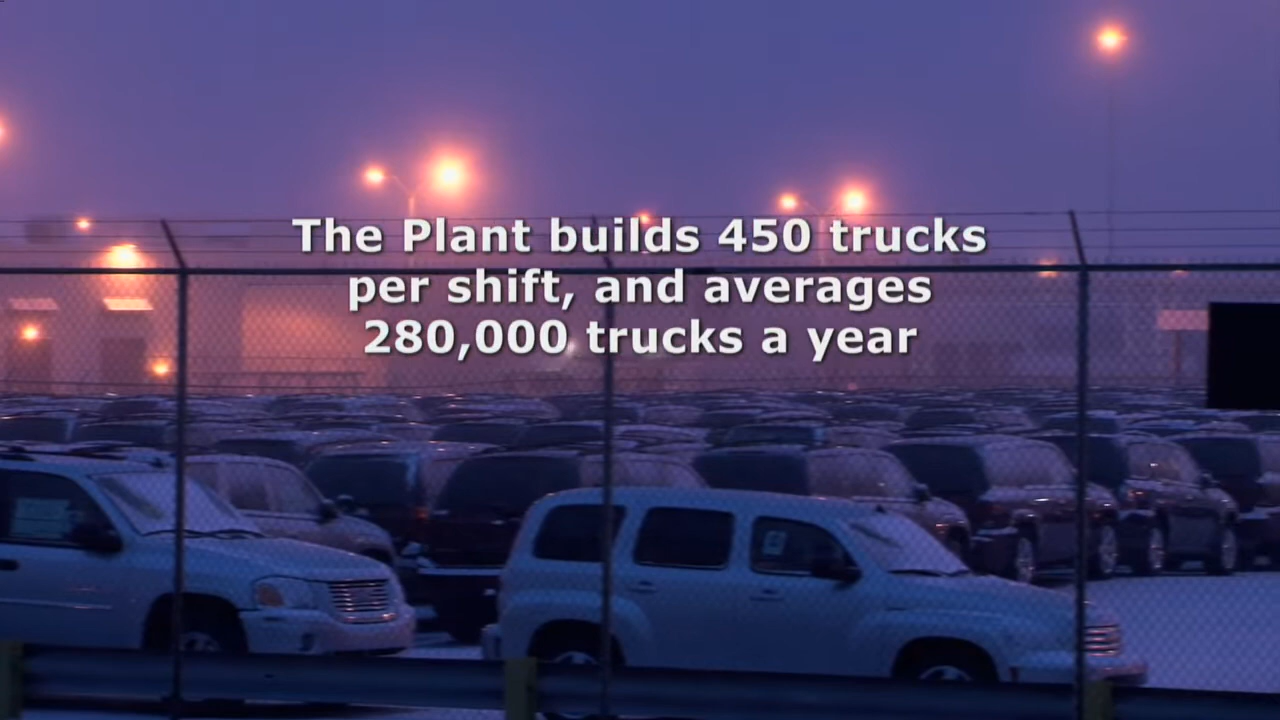 The Plant builds 450 trucks
per shift, and averages
280,000 trucks a year